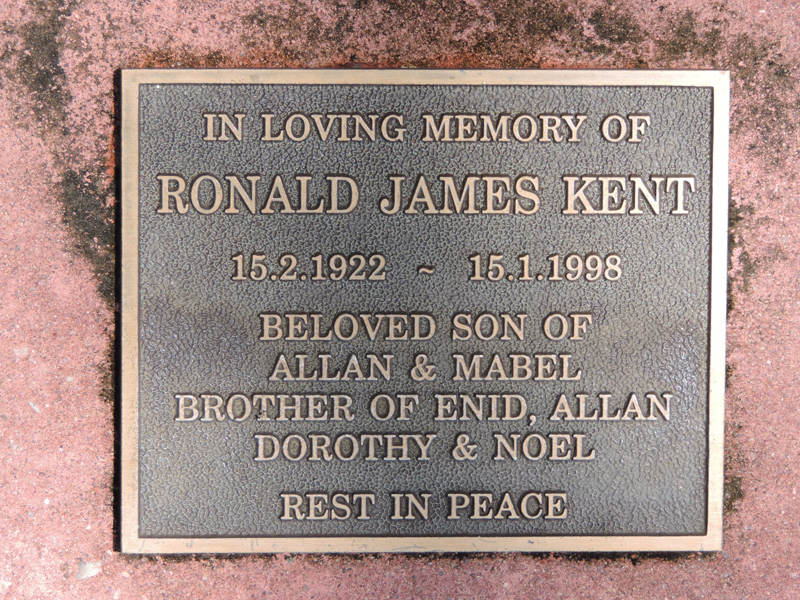 IN LOVING MEMORY OF
RONALD JAMES KENT
15.2.1922 ~ 15.1.1998
BELOVED SON OF
ALLAN & MABEL
BROTHER OF ENID, ALLAN
DOROTHY & NOEL
REST IN PEACE